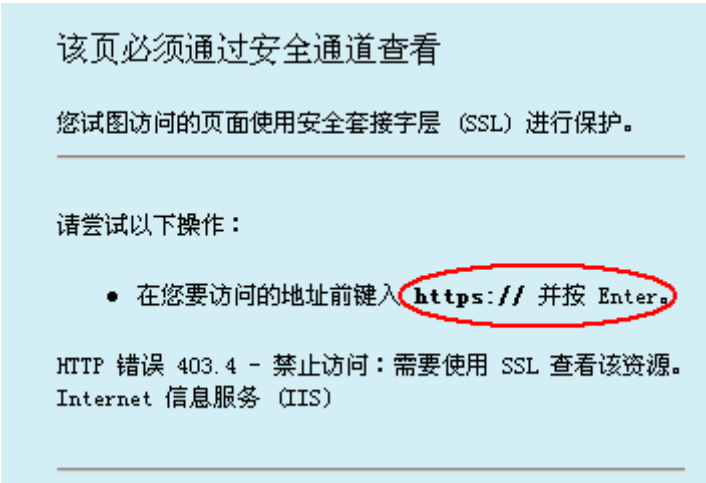 该页必须通过安全通道查看
您试图访问的页面使用安全套接字层 (SSL) 进行保护。
请尝试以下操作：
● 在您要访问的地址前键入 https:// 并按 Enter。
HTTP 错误 403.4 - 禁止访问：需要使用 SSL 查看该资源。
Internet 信息服务 (IIS)